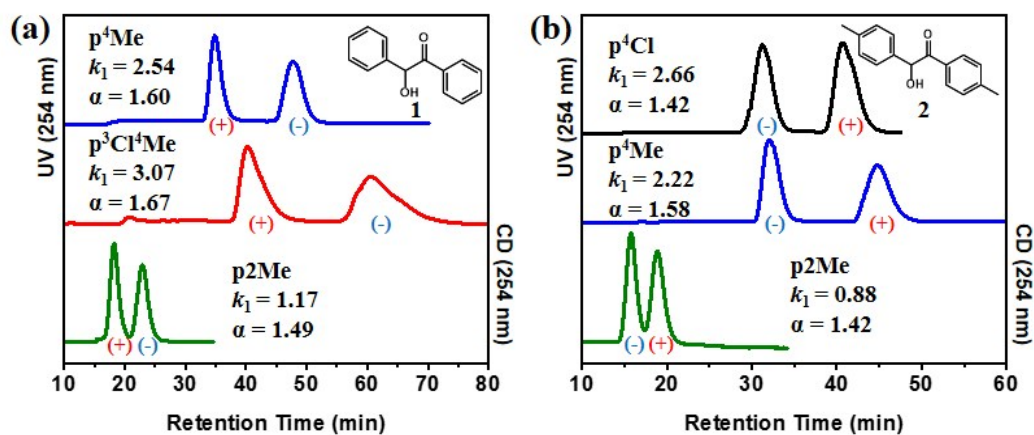 (a)
p⁴Me
k₁ = 2.54
α = 1.60
O
OH
1
(+)
(-)
p³Cl⁴Me
k₁ = 3.07
α = 1.67
(+)
(-)
p2Me
k₁ = 1.17
α = 1.49
(+)
(-)
UV (254 nm)
CD (254 nm)
10
20
30
40
50
60
70
80
Retention Time (min)
(b)
p⁴Cl
k₁ = 2.66
α = 1.42
O
OH
2
(-)
(+)
p⁴Me
k₁ = 2.22
α = 1.58
(-)
(+)
p2Me
k₁ = 0.88
α = 1.42
(-)
(+)
UV (254 nm)
CD (254 nm)
10
20
30
40
50
60
Retention Time (min)